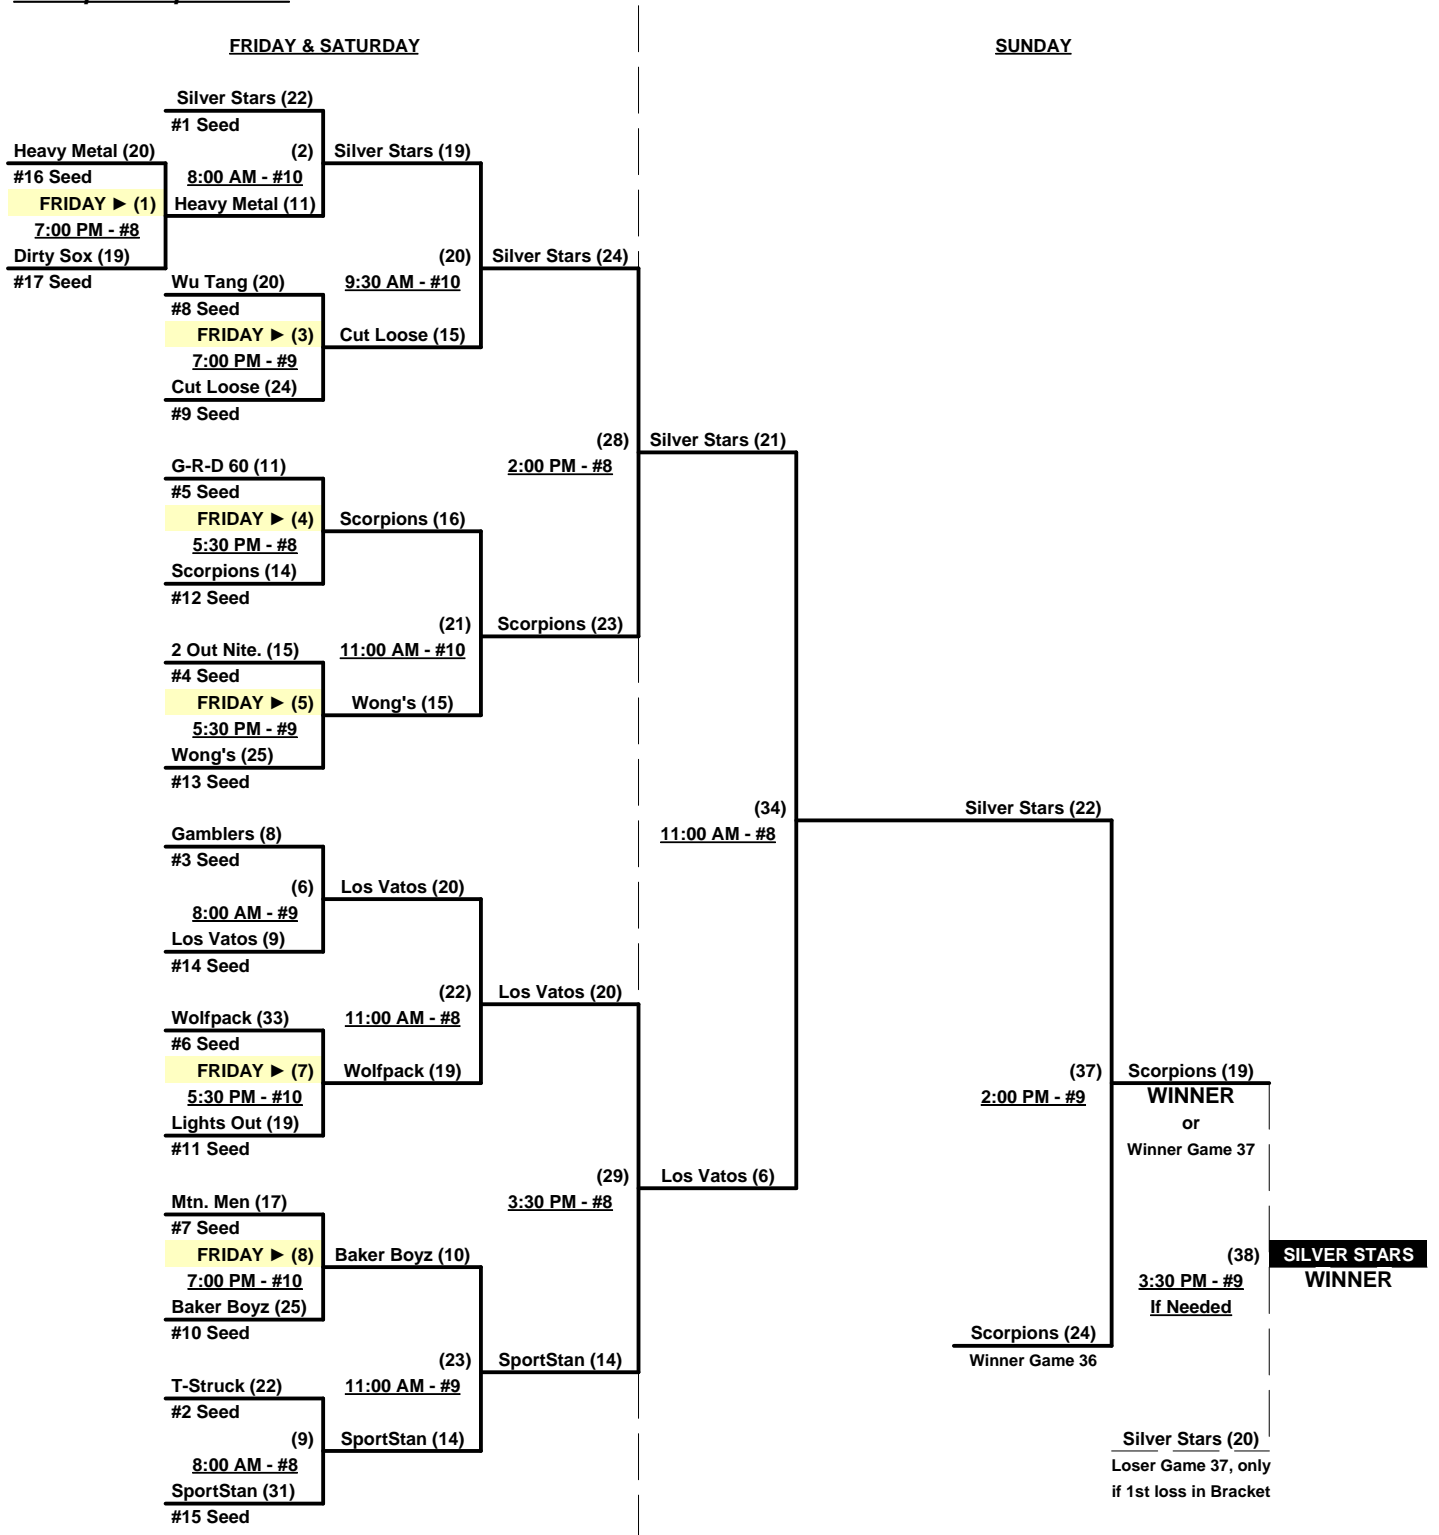 FRIDAY & SATURDAY
SUNDAY
Silver Stars (22)
#1 Seed
Heavy Metal (20)
(2)
Silver Stars (19)
#16 Seed
8:00 AM - #10
FRIDAY ► (1)
Heavy Metal (11)
7:00 PM - #8
Dirty Sox (19)
(20)
Silver Stars (24)
#17 Seed
Wu Tang (20)
9:30 AM - #10
#8 Seed
FRIDAY ► (3)
Cut Loose (15)
7:00 PM - #9
Cut Loose (24)
#9 Seed
(28)
Silver Stars (21)
G-R-D 60 (11)
2:00 PM - #8
#5 Seed
FRIDAY ► (4)
Scorpions (16)
5:30 PM - #8
Scorpions (14)
#12 Seed
(21)
Scorpions (23)
2 Out Nite. (15)
11:00 AM - #10
#4 Seed
FRIDAY ► (5)
Wong's (15)
5:30 PM - #9
Wong's (25)
#13 Seed
(34)
Silver Stars (22)
Gamblers (8)
11:00 AM - #8
#3 Seed
(6)
Los Vatos (20)
8:00 AM - #9
Los Vatos (9)
#14 Seed
(22)
Los Vatos (20)
Wolfpack (33)
11:00 AM - #8
#6 Seed
FRIDAY ► (7)
Wolfpack (19)
(37)
Scorpions (19)
5:30 PM - #10
2:00 PM - #9
WINNER
Lights Out (19)
or
#11 Seed
Winner Game 37
(29)
Los Vatos (6)
Mtn. Men (17)
3:30 PM - #8
#7 Seed
FRIDAY ► (8)
Baker Boyz (10)
(38)
SILVER STARS
7:00 PM - #10
3:30 PM - #9
WINNER
Baker Boyz (25)
If Needed
#10 Seed
Scorpions (24)
(23)
SportStan (14)
Winner Game 36
T-Struck (22)
11:00 AM - #9
#2 Seed
(9)
SportStan (14)
Silver Stars (20)
8:00 AM - #8
Loser Game 37, only
SportStan (31)
if 1st loss in Bracket
#15 Seed